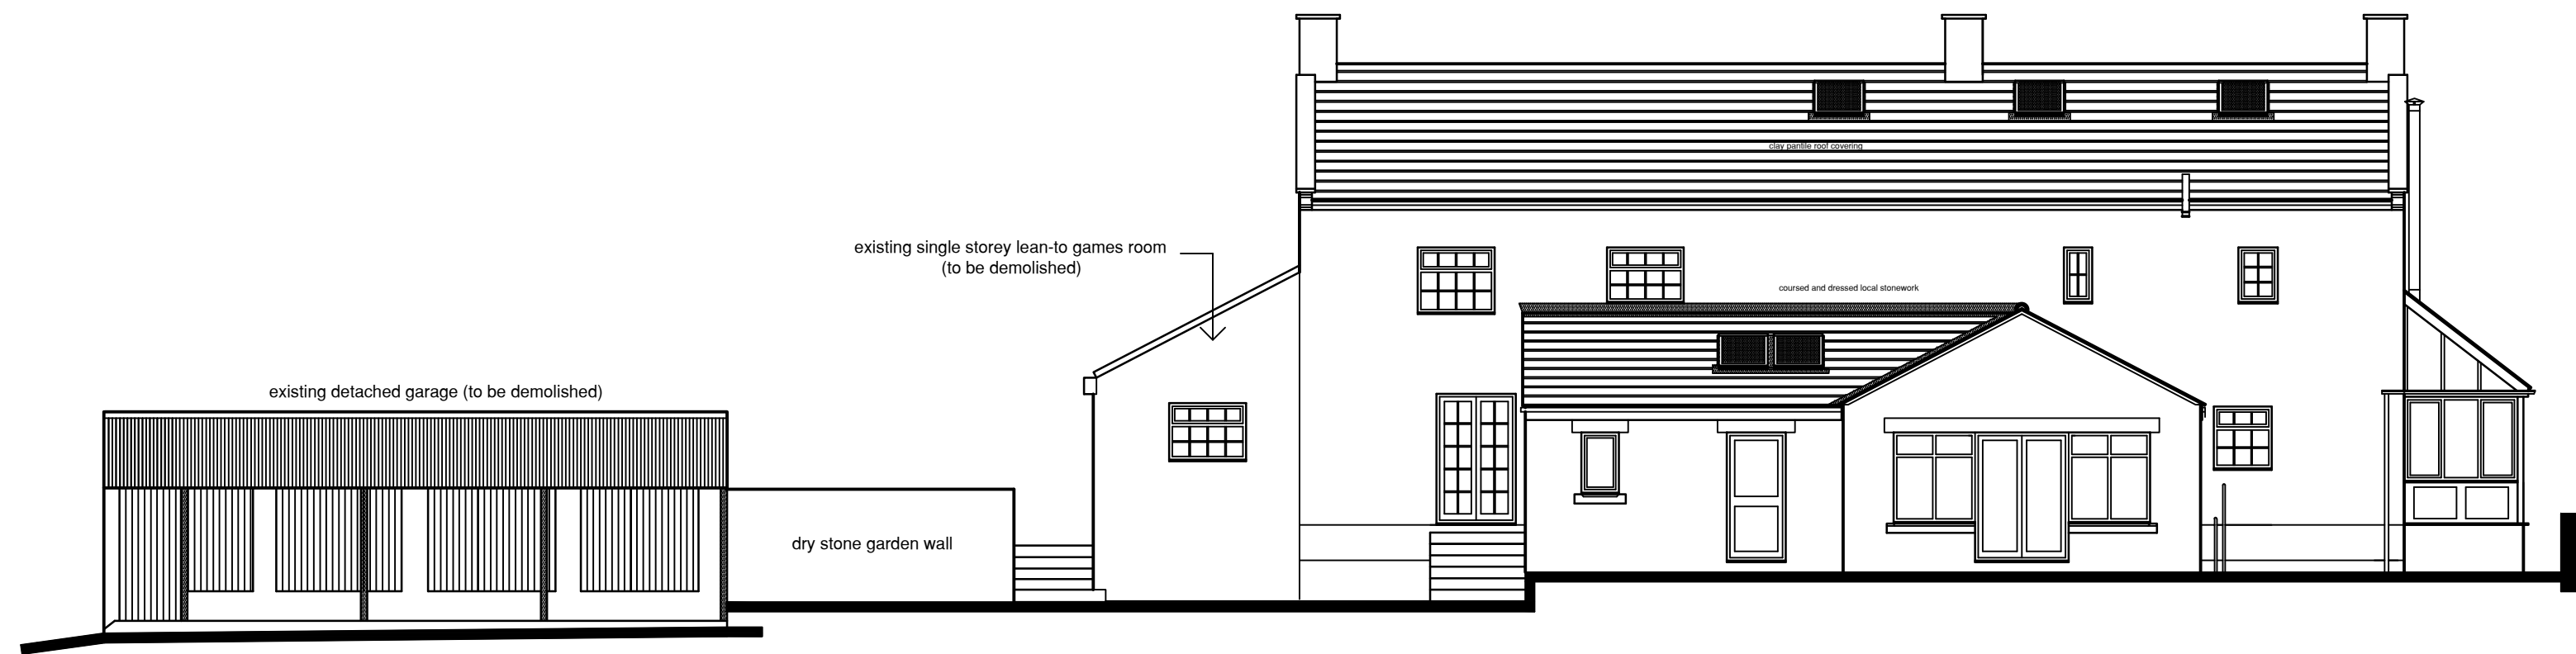 clay pantile roof covering
existing single storey lean-to games room
(to be demolished)
coursed and dressed local stonework
existing detached garage (to be demolished)
dry stone garden wall